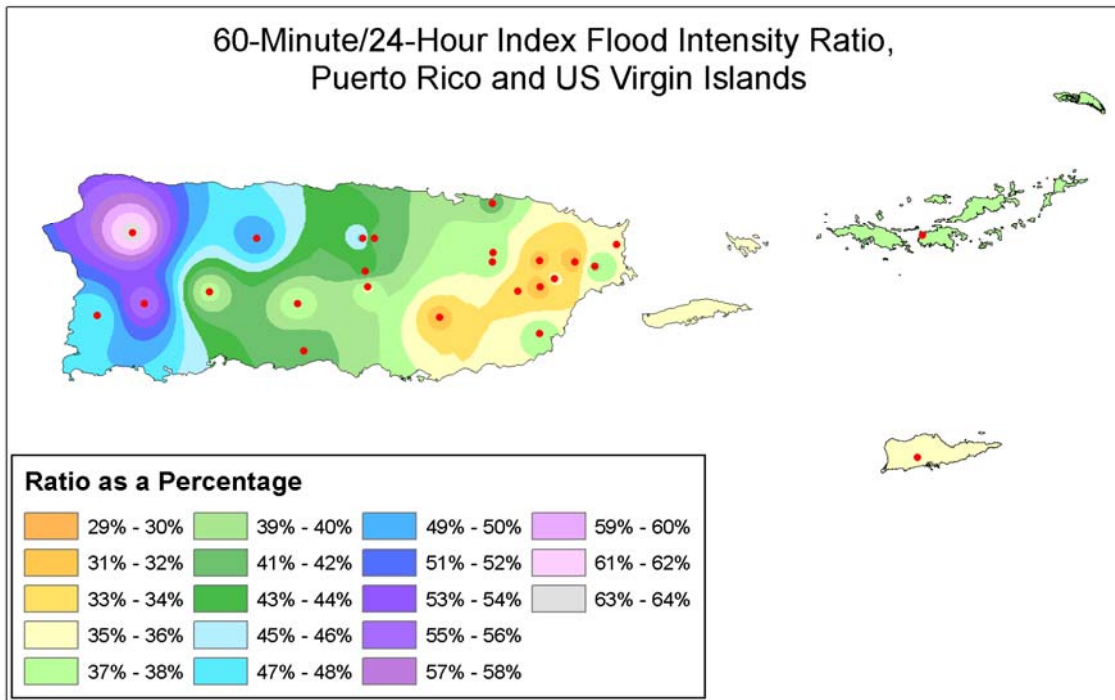 60-Minute/24-Hour Index Flood Intensity Ratio,
Puerto Rico and US Virgin Islands
Ratio as a Percentage
29% - 30%
31% - 32%
33% - 34%
35% - 36%
37% - 38%
39% - 40%
41% - 42%
43% - 44%
45% - 46%
47% - 48%
49% - 50%
51% - 52%
53% - 54%
55% - 56%
57% - 58%
59% - 60%
61% - 62%
63% - 64%